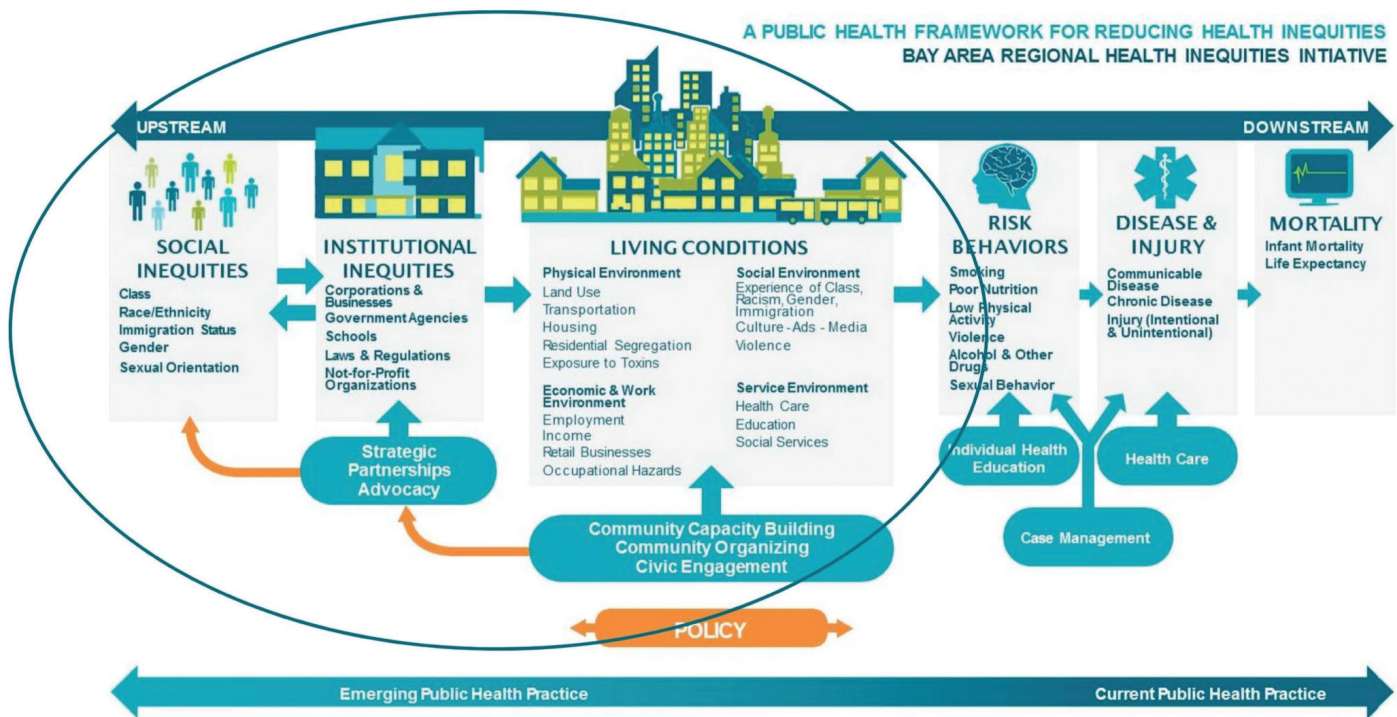 A PUBLIC HEALTH FRAMEWORK FOR REDUCING HEALTH INEQUITIES
BAY AREA REGIONAL HEALTH INEQUITIES INTIATIVE
UPSTREAM
DOWNSTREAM
SOCIAL
INEQUITIES
Class
Race/Ethnicity
Immigration Status
Gender
Sexual Orientation
INSTITUTIONAL
INEQUITIES
Corporations &
Businesses
Government Agencies
Schools
Laws & Regulations
Not-for-Profit
Organizations
LIVING CONDITIONS
Physical Environment
Land Use
Transportation
Housing
Residential Segregation
Exposure to Toxins
Economic & Work
Environment
Employment
Income
Retail Businesses
Occupational Hazards
Social Environment
Experience of Class,
Racism, Gender,
Immigration
Culture - Ads - Media
Violence
Service Environment
Health Care
Education
Social Services
RISK
BEHAVIORS
Smoking
Poor Nutrition
Low Physical
Activity
Violence
Alcohol & Other
Drugs
Sexual Behavior
DISEASE &
INJURY
Communicable
Disease
Chronic Disease
Injury (Intentional
& Unintentional)
MORTALITY
Infant Mortality
Life Expectancy
Strategic
Partnerships
Advocacy
Community Capacity Building
Community Organizing
Civic Engagement
Individual Health
Education
Health Care
Case Management
POLICY
Emerging Public Health Practice
Current Public Health Practice